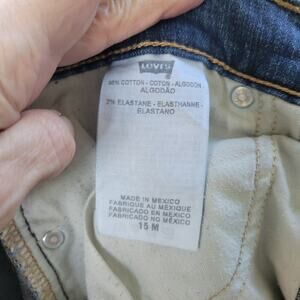 LEVI'S
98% COTTON - COTON - ALGODON
ALGODÃO
2% ELASTANE - ELASTHANNE -
ELASTANO
MADE IN MEXICO
FABRIQUE AU MEXIQUE
FABRICADO EN MÉXICO
FABRICADO NO MÉXICO
15 M